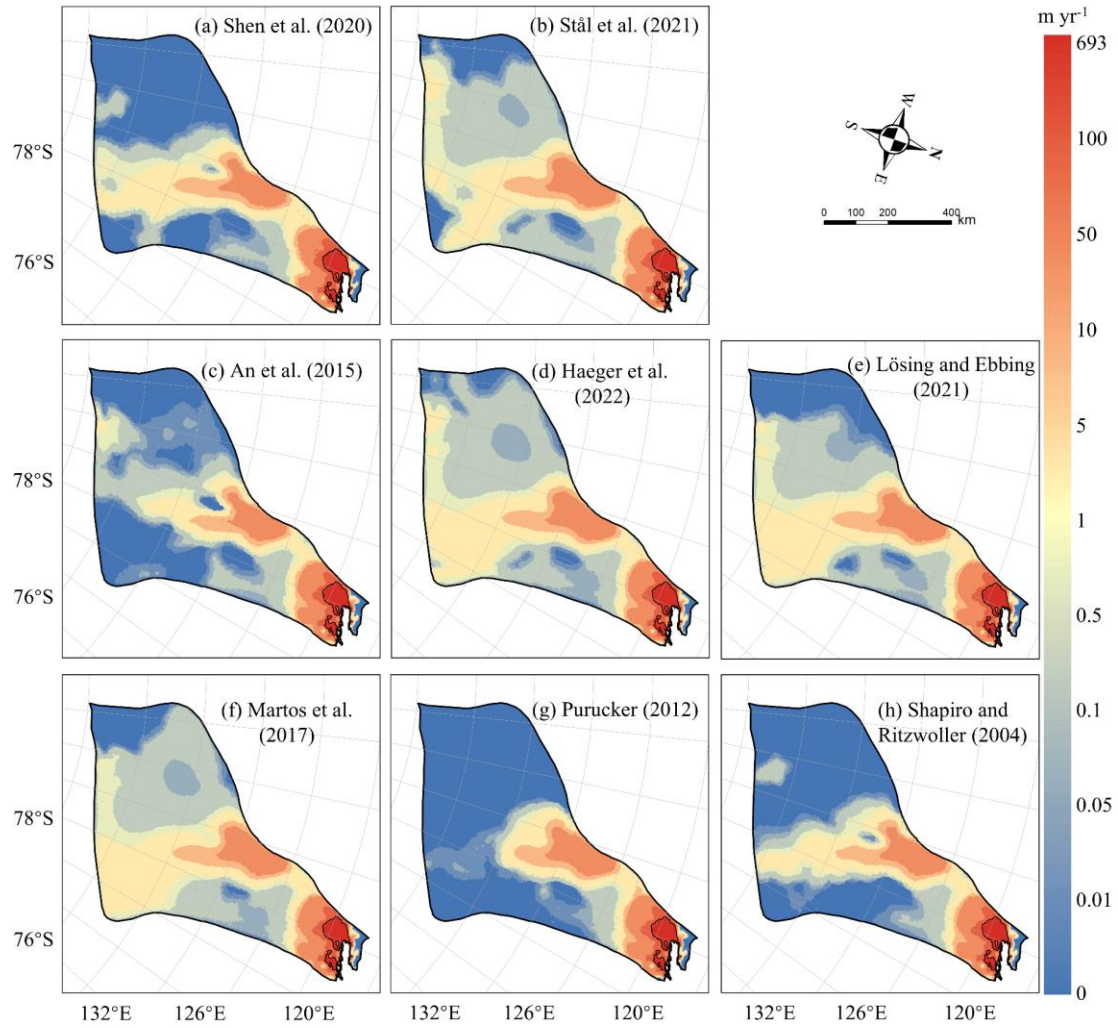 (a) Shen et al. (2020)
(b) Stål et al. (2021)
m yr-1
693
100
50
10
5
1
0.5
0.1
0.05
0.01
0
W
S
N
E
0 100 200 400
km
78°S
76°S
(c) An et al. (2015)
(d) Haeger et al.
(2022)
(e) Lösing and Ebbing
(2021)
78°S
76°S
(f) Martos et al.
(2017)
(g) Purucker (2012)
(h) Shapiro and
Ritzwoller (2004)
78°S
76°S
132°E 126°E 120°E
132°E 126°E 120°E
132°E 126°E 120°E